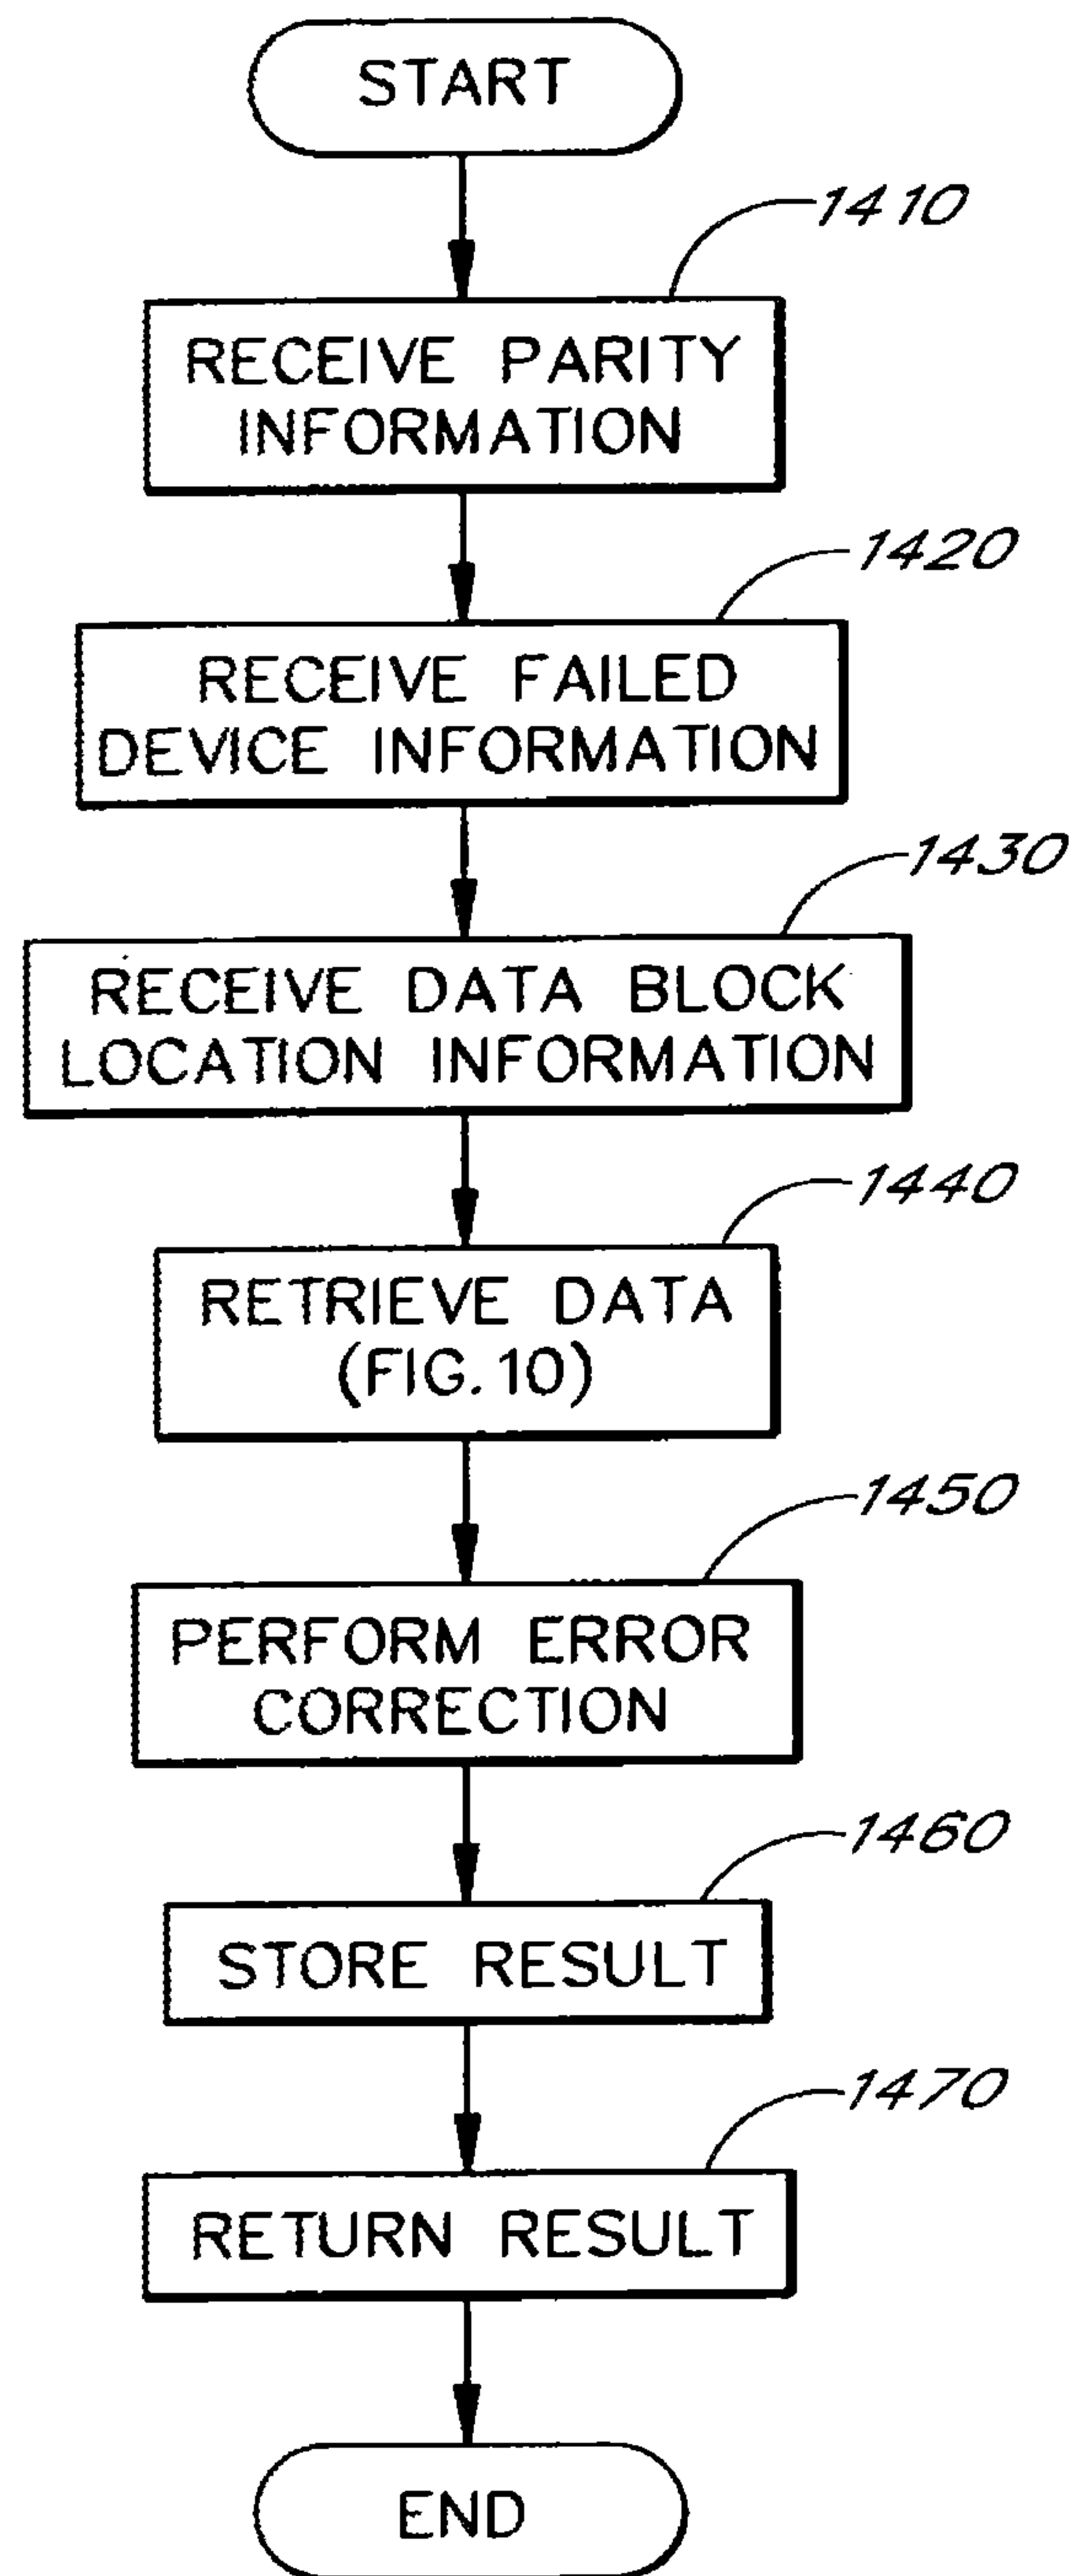 START
1410
RECEIVE PARITY
INFORMATION
1420
RECEIVE FAILED
DEVICE INFORMATION
1430
RECEIVE DATA BLOCK
LOCATION INFORMATION
1440
RETRIEVE DATA
(FIG. 10)
1450
PERFORM ERROR
CORRECTION
1460
STORE RESULT
1470
RETURN RESULT
END